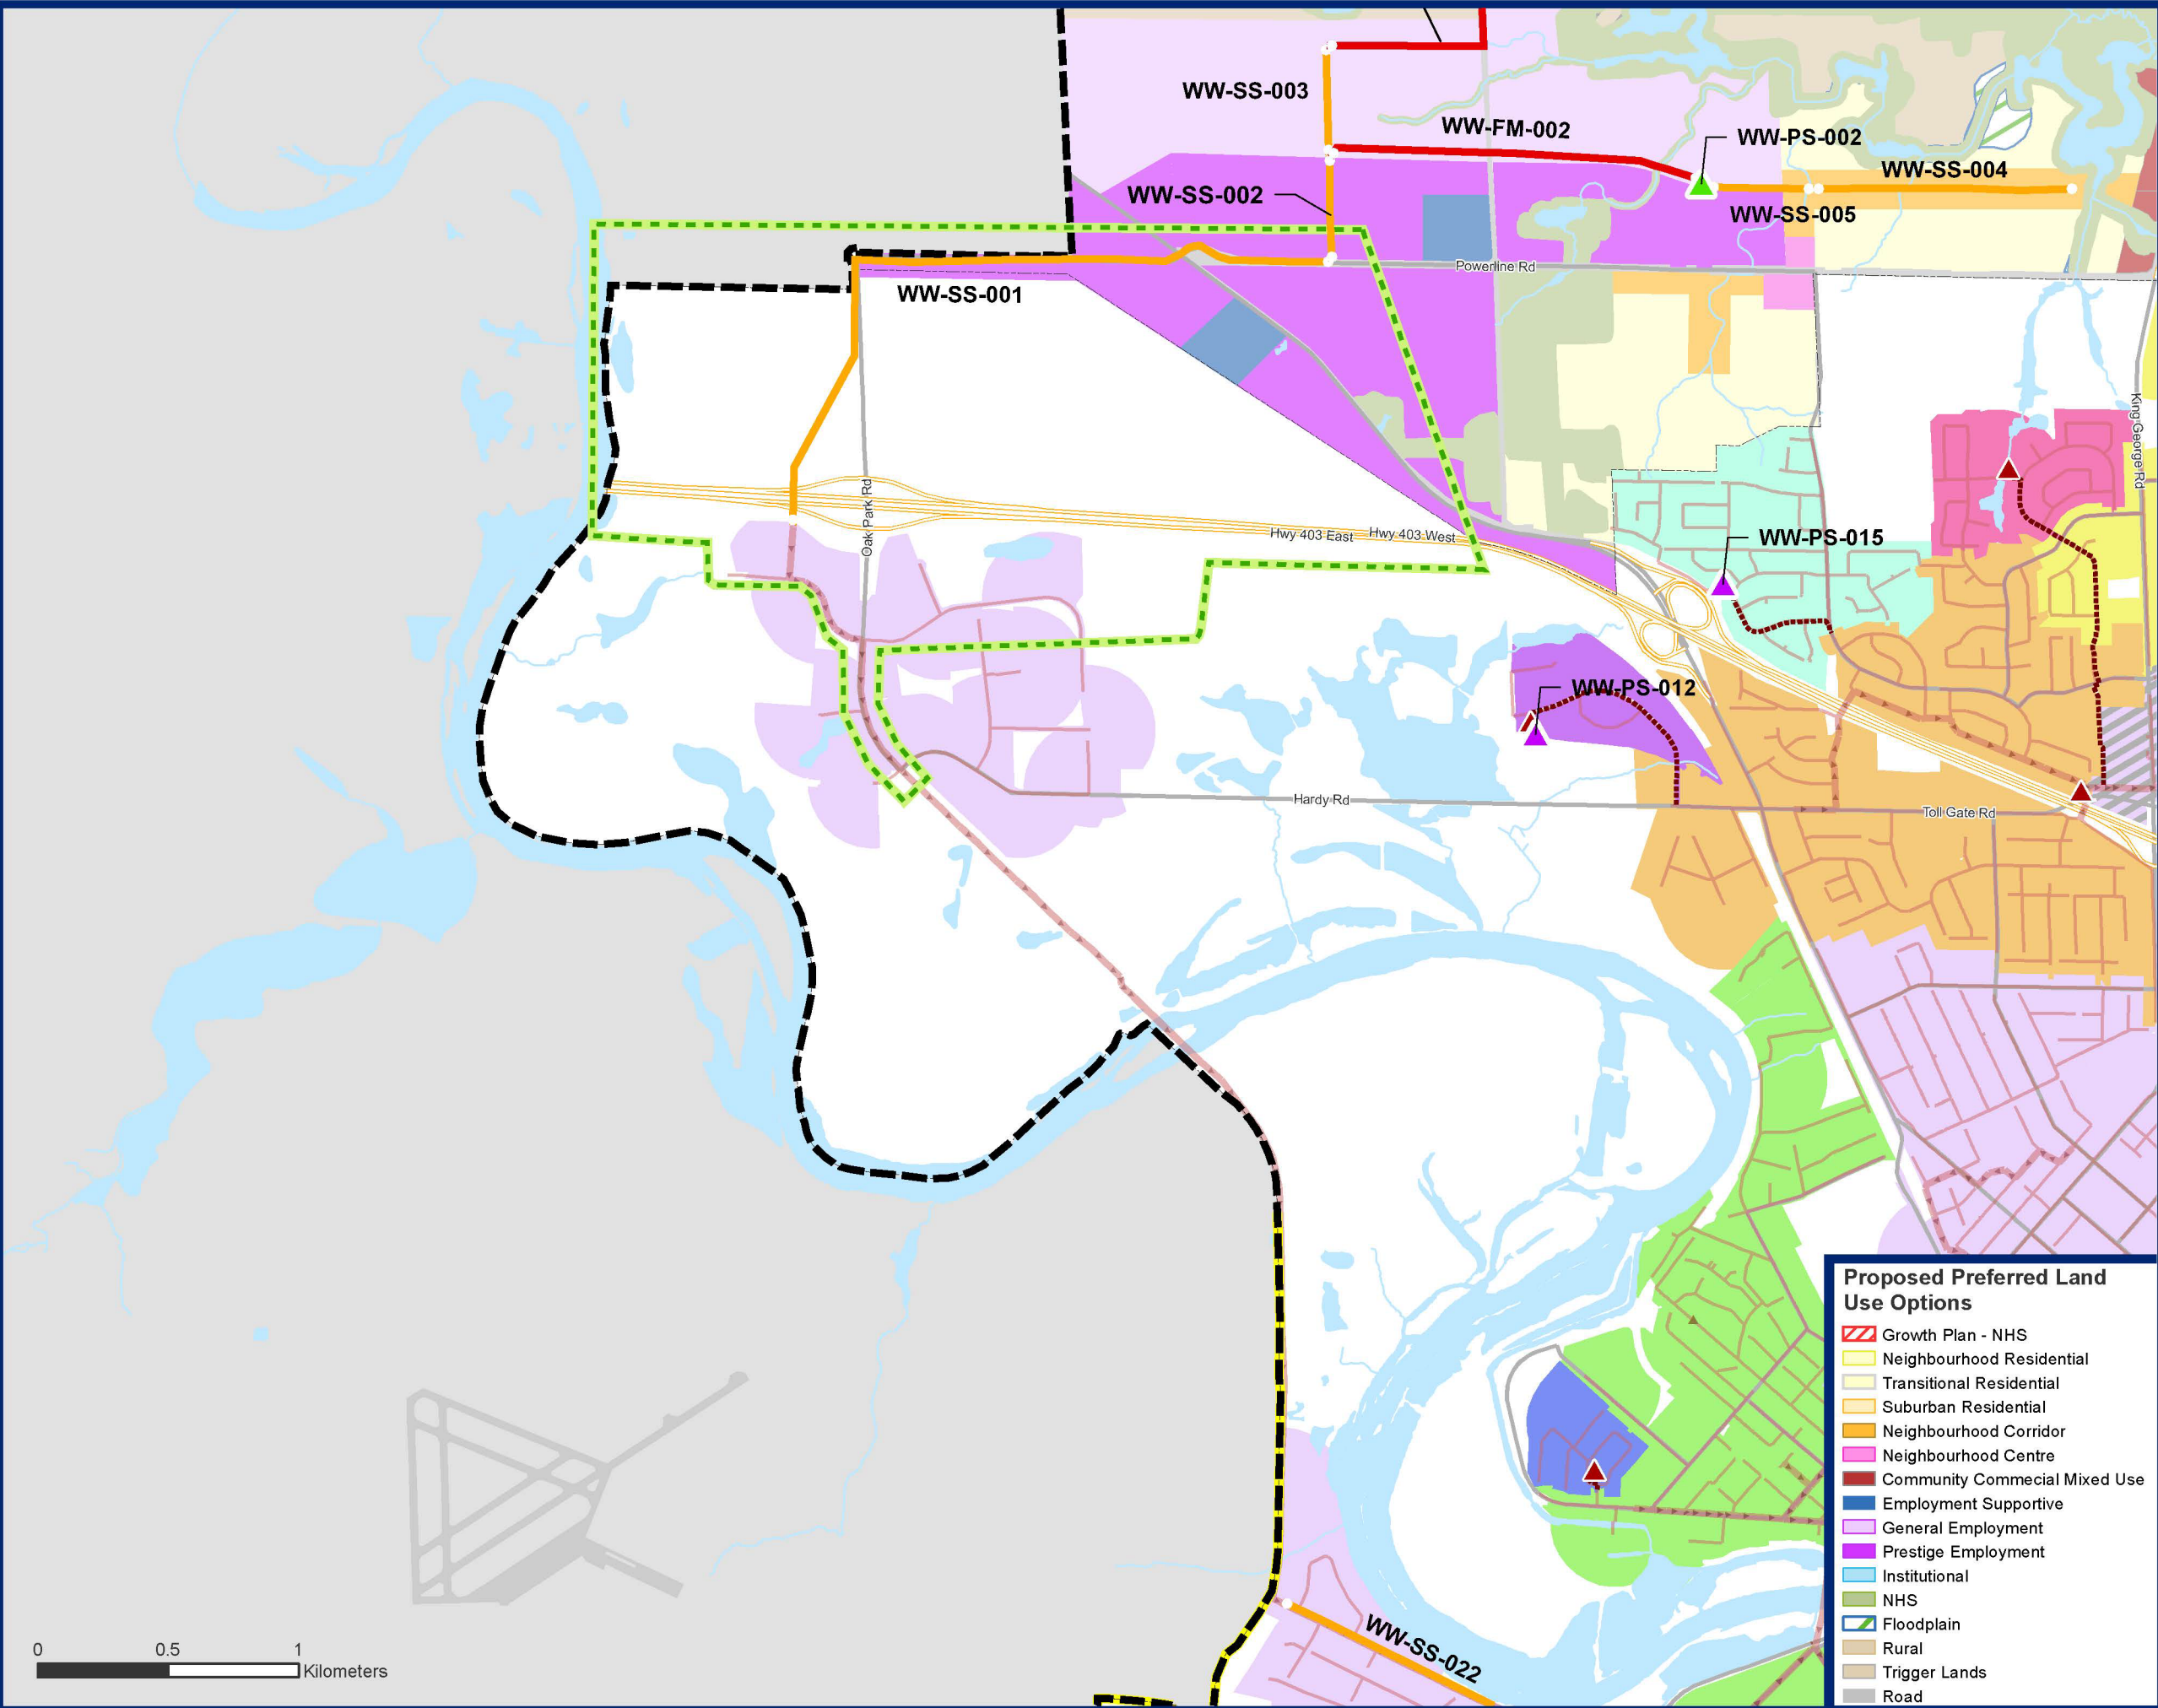 WW-SS-003
WW-FM-002
WW-PS-002
WW-SS-004
WW-SS-002
WW-SS-005
Powerline Rd
WW-SS-001
King George Rd
Oak Park Rd
Hwy 403 East
Hwy 403 West
WW-PS-015
WW-PS-012
Hardy Rd
Toll Gate Rd
WW-SS-022
0 0.5 1
Kilometers
Proposed Preferred Land
Use Options
Growth Plan - NHS
Neighbourhood Residential
Transitional Residential
Suburban Residential
Neighbourhood Corridor
Neighbourhood Centre
Community Commecial Mixed Use
Employment Supportive
General Employment
Prestige Employment
Institutional
NHS
Floodplain
Rural
Trigger Lands
Road